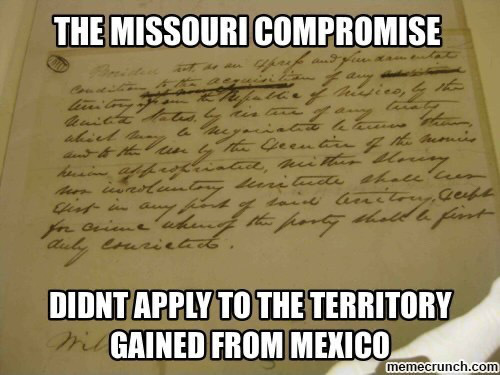 THE MISSOURI COMPROMISE
Provided that as an express and fundamental
condition to the acquisition of any
territory from the Republic of Mexico, by the
United States, by virtue of any treaty
which may be negotiated between them,
and to the use by the Executive of the monies
herein appropriated, neither slavery
nor involuntary servitude shall ever
exist in any part of said territory, except
for crime whereof the party shall be first
duly convicted.
DIDNT APPLY TO THE TERRITORY
GAINED FROM MEXICO
memecrunch.com